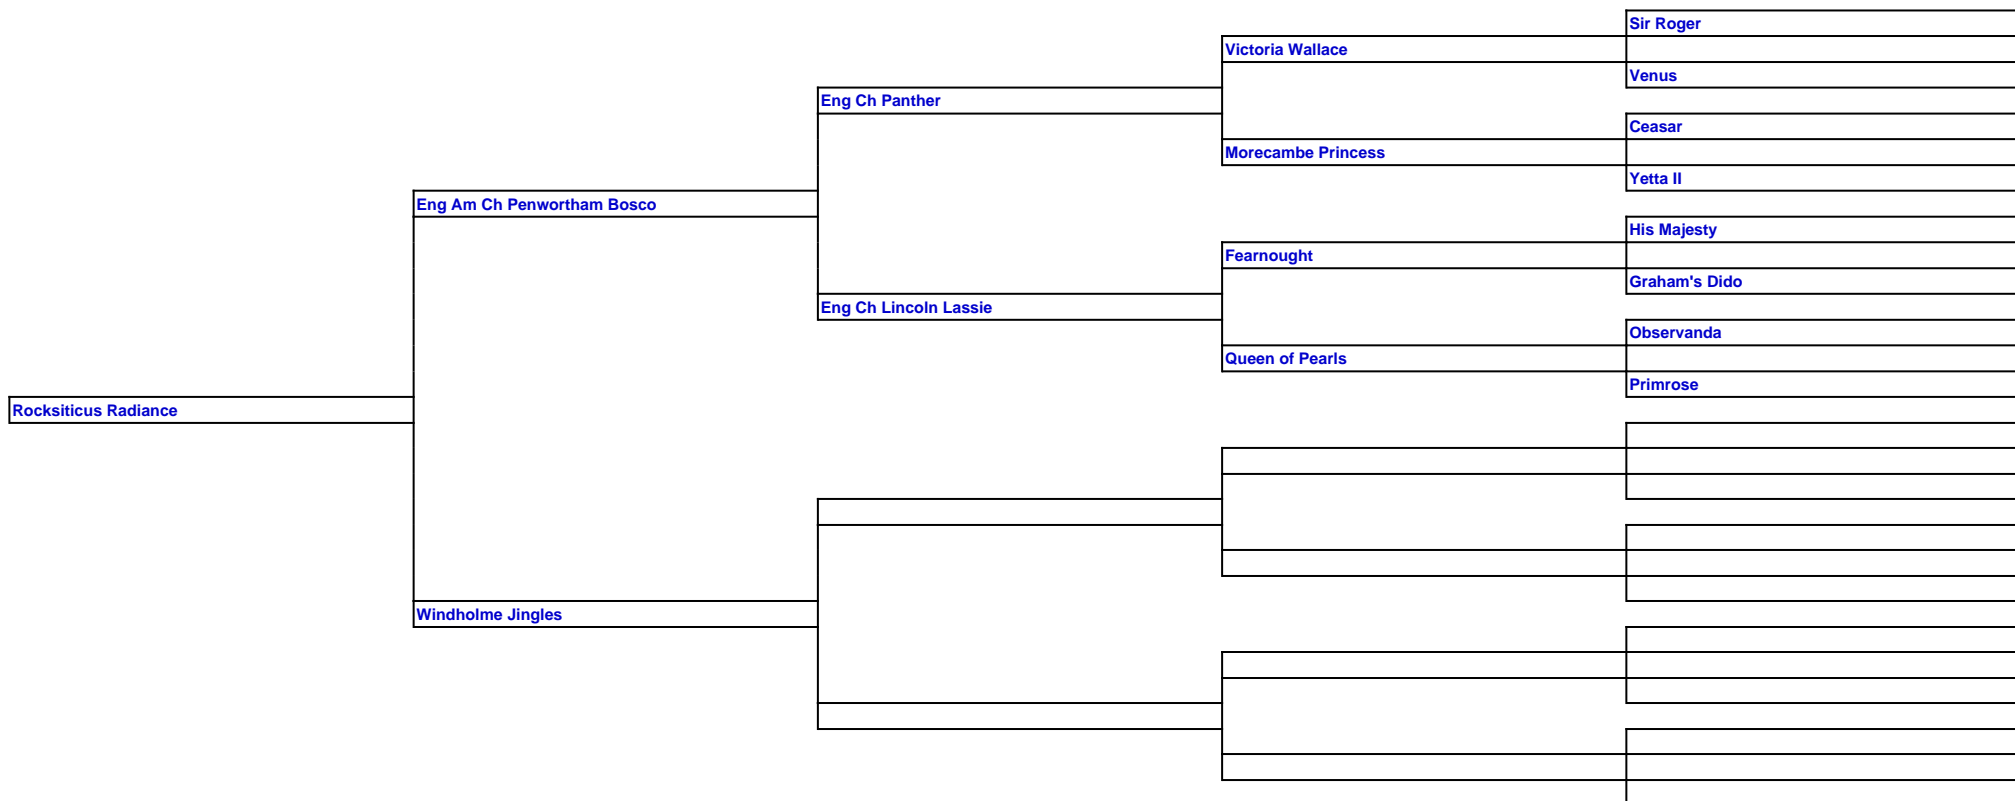 Sir Roger
Victoria Wallace
Venus
Eng Ch Panther
Ceasar
Morecambe Princess
Yetta II
Eng Am Ch Penwortham Bosco
His Majesty
Fearnought
Graham's Dido
Eng Ch Lincoln Lassie
Observanda
Queen of Pearls
Primrose
Rocksiticus Radiance
Windholme Jingles